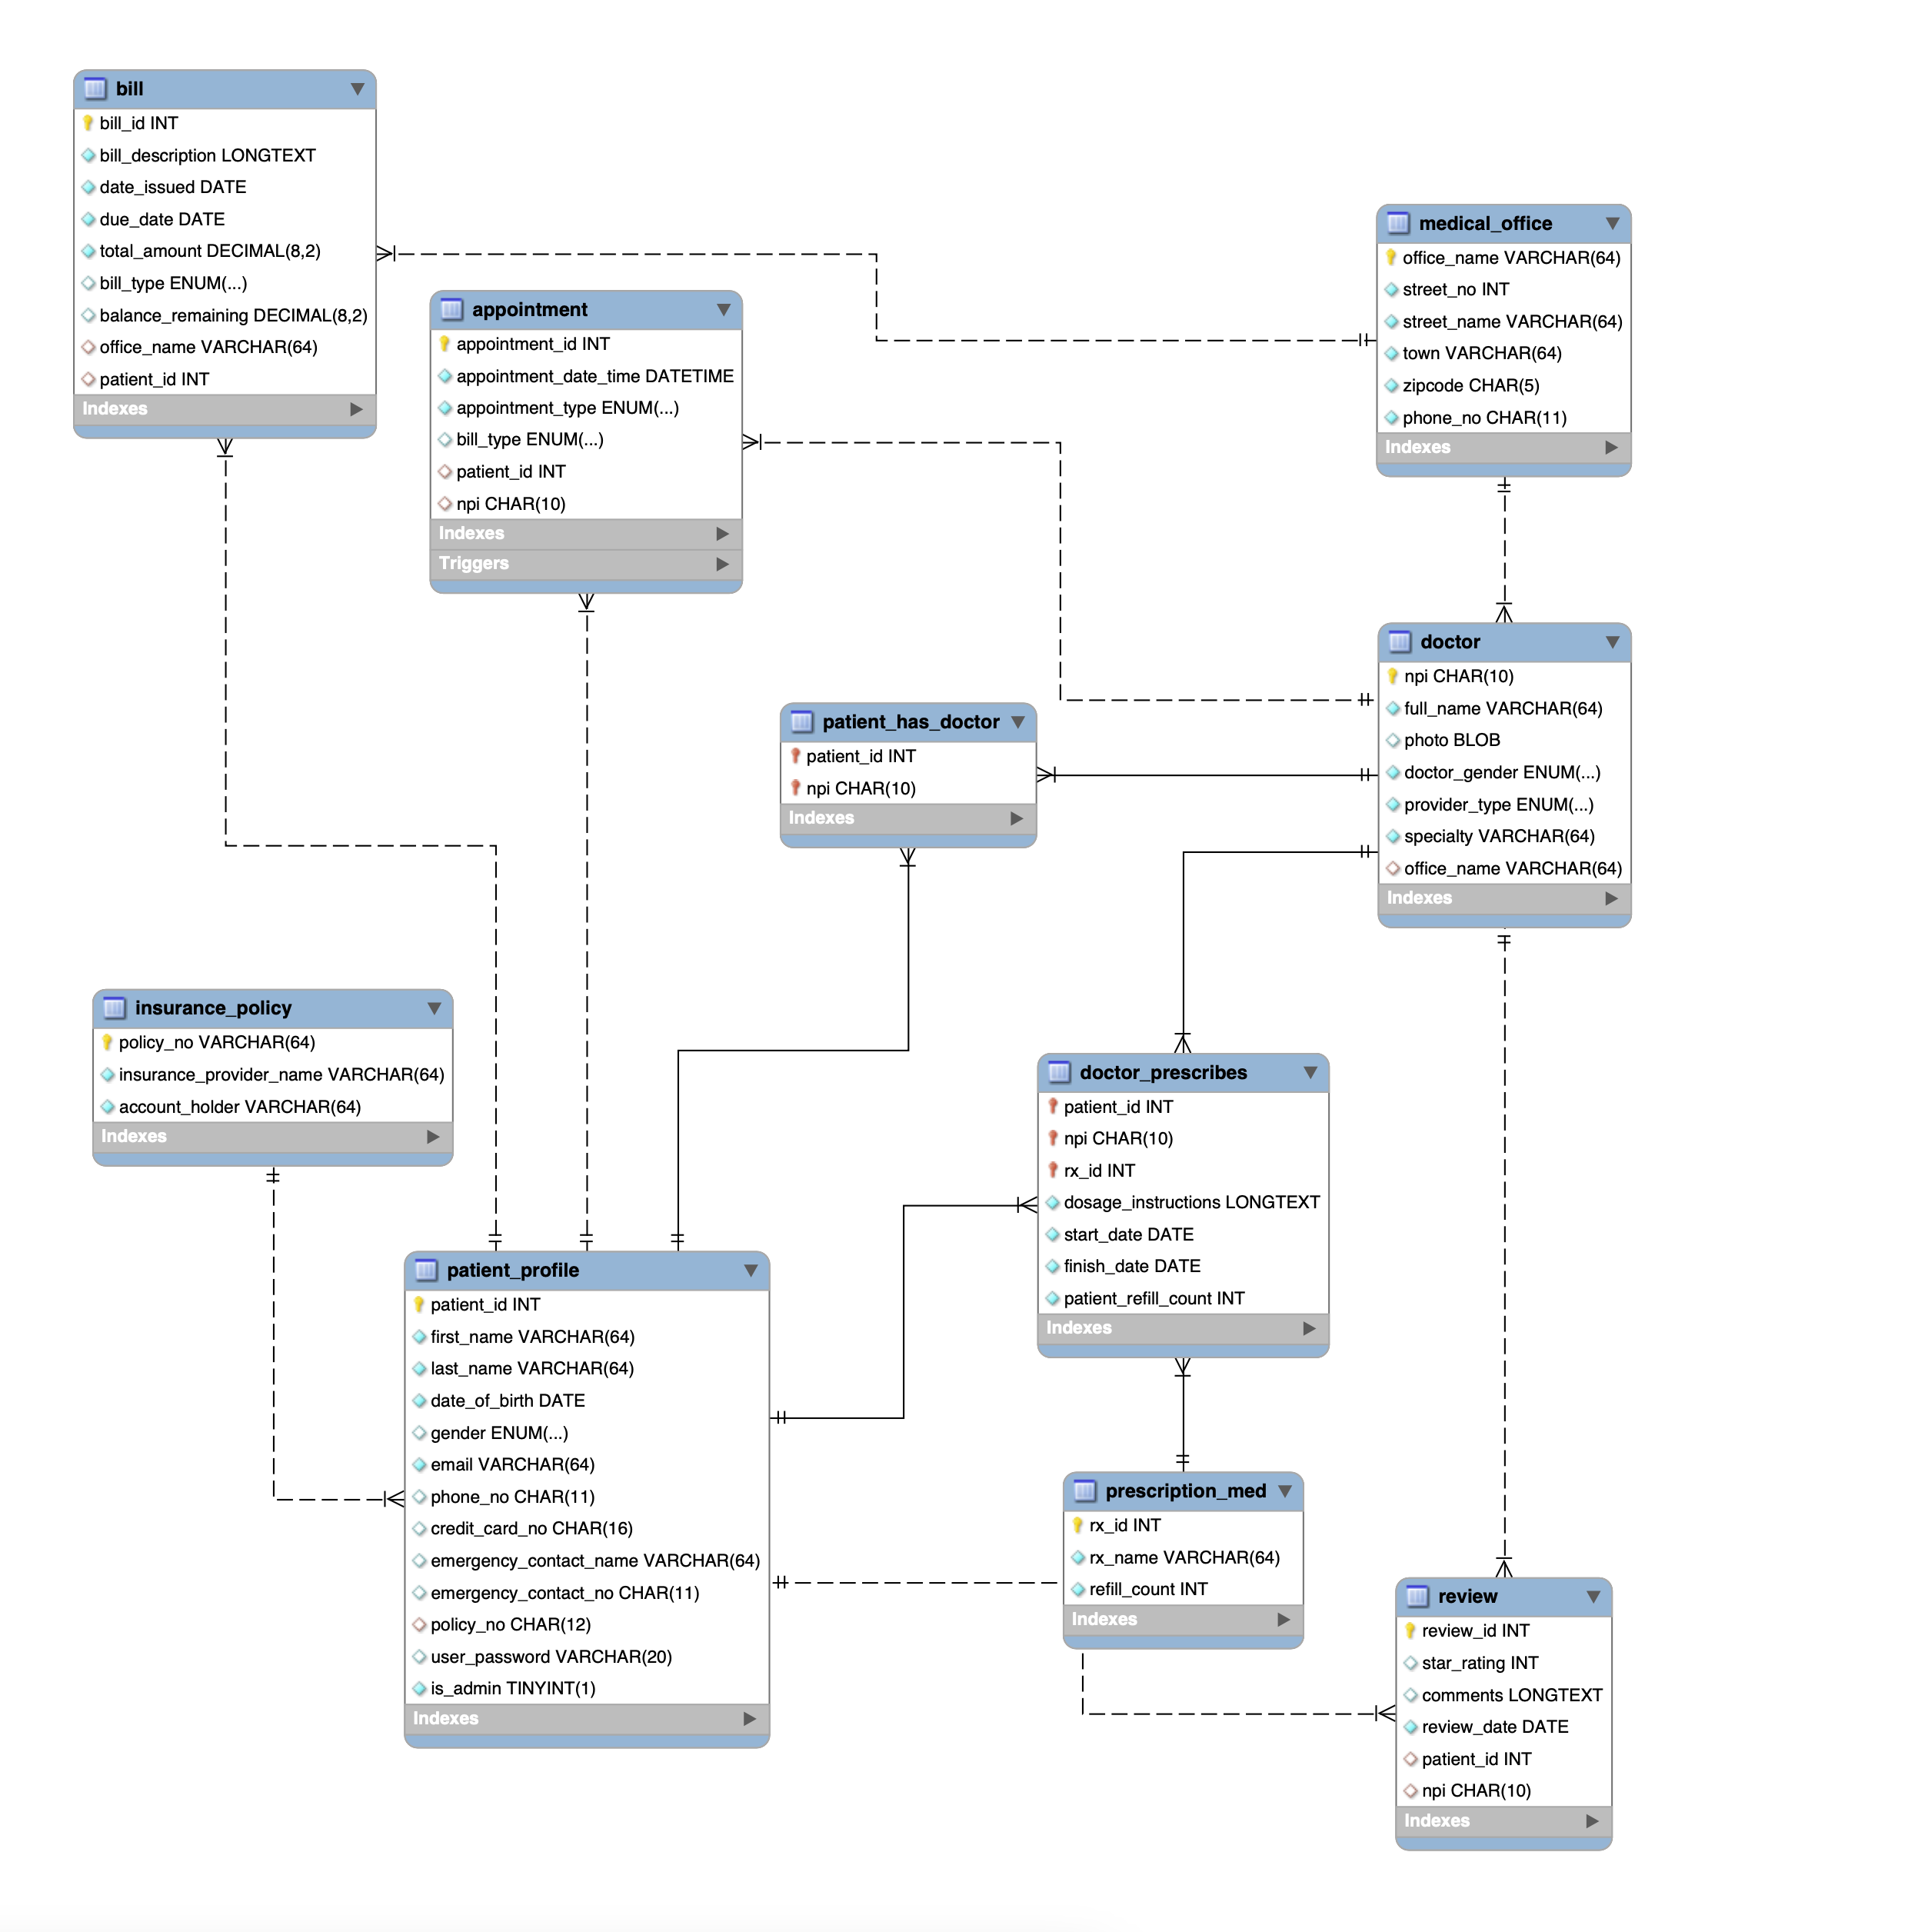 bill
bill_id INT
bill_description LONGTEXT
date_issued DATE
due_date DATE
total_amount DECIMAL(8,2)
bill_type ENUM(...)
balance_remaining DECIMAL(8,2)
office_name VARCHAR(64)
patient_id INT
Indexes
appointment
appointment_id INT
appointment_date_time DATETIME
appointment_type ENUM(...)
bill_type ENUM(...)
patient_id INT
npi CHAR(10)
Indexes
Triggers
medical_office
office_name VARCHAR(64)
street_no INT
street_name VARCHAR(64)
town VARCHAR(64)
zipcode CHAR(5)
phone_no CHAR(11)
Indexes
doctor
npi CHAR(10)
full_name VARCHAR(64)
photo BLOB
doctor_gender ENUM(...)
provider_type ENUM(...)
specialty VARCHAR(64)
office_name VARCHAR(64)
Indexes
patient_has_doctor
patient_id INT
npi CHAR(10)
Indexes
insurance_policy
policy_no VARCHAR(64)
insurance_provider_name VARCHAR(64)
account_holder VARCHAR(64)
Indexes
doctor_prescribes
patient_id INT
npi CHAR(10)
rx_id INT
dosage_instructions LONGTEXT
start_date DATE
finish_date DATE
patient_refill_count INT
Indexes
patient_profile
patient_id INT
first_name VARCHAR(64)
last_name VARCHAR(64)
date_of_birth DATE
gender ENUM(...)
email VARCHAR(64)
phone_no CHAR(11)
credit_card_no CHAR(16)
emergency_contact_name VARCHAR(64)
emergency_contact_no CHAR(11)
policy_no CHAR(12)
user_password VARCHAR(20)
is_admin TINYINT(1)
Indexes
prescription_med
rx_id INT
rx_name VARCHAR(64)
refill_count INT
Indexes
review
review_id INT
star_rating INT
comments LONGTEXT
review_date DATE
patient_id INT
npi CHAR(10)
Indexes